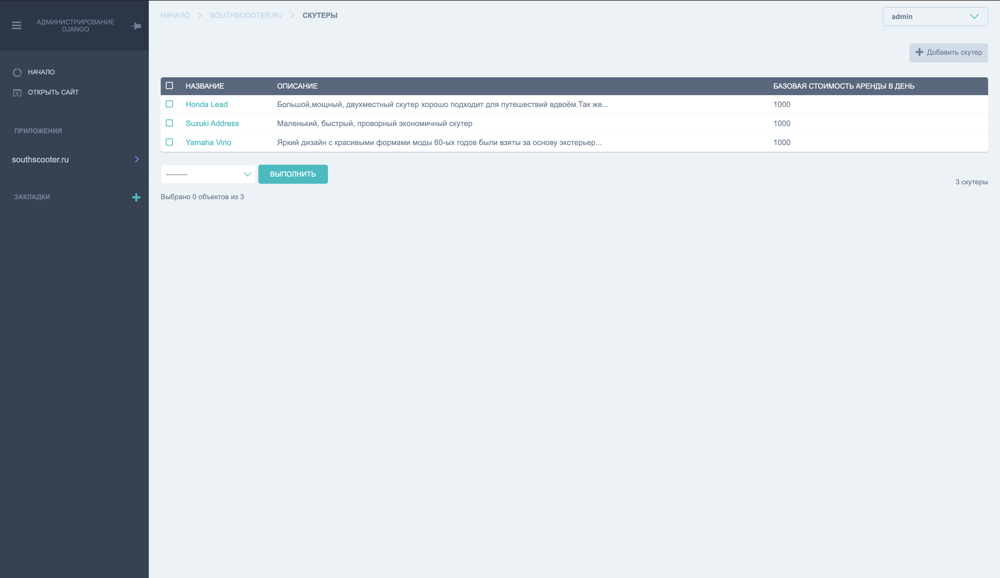 АДМИНИСТРИРОВАНИЕ
DJANGO
НАЧАЛО
ОТКРЫТЬ САЙТ
ПРИЛОЖЕНИЯ
southscooter.ru
ЗАКЛАДКИ
НАЧАЛО SOUTHSCOOTER.RU СКУТЕРЫ
admin
Добавить скутер
НАЗВАНИЕ ОПИСАНИЕ БАЗОВАЯ СТОИМОСТЬ АРЕНДЫ В ДЕНЬ
Honda Lead Большой,мощный, двухместный скутер хорошо подходит для путешествий вдвоём.Так же... 1000
Suzuki Address Маленький, быстрый, проворный экономичный скутер 1000
Yamaha Vino Яркий дизайн с красивыми формами моды 60-ых годов были взяты за основу экстерьер... 1000
--------- ВЫПОЛНИТЬ
3 скутеры
Выбрано 0 объектов из 3